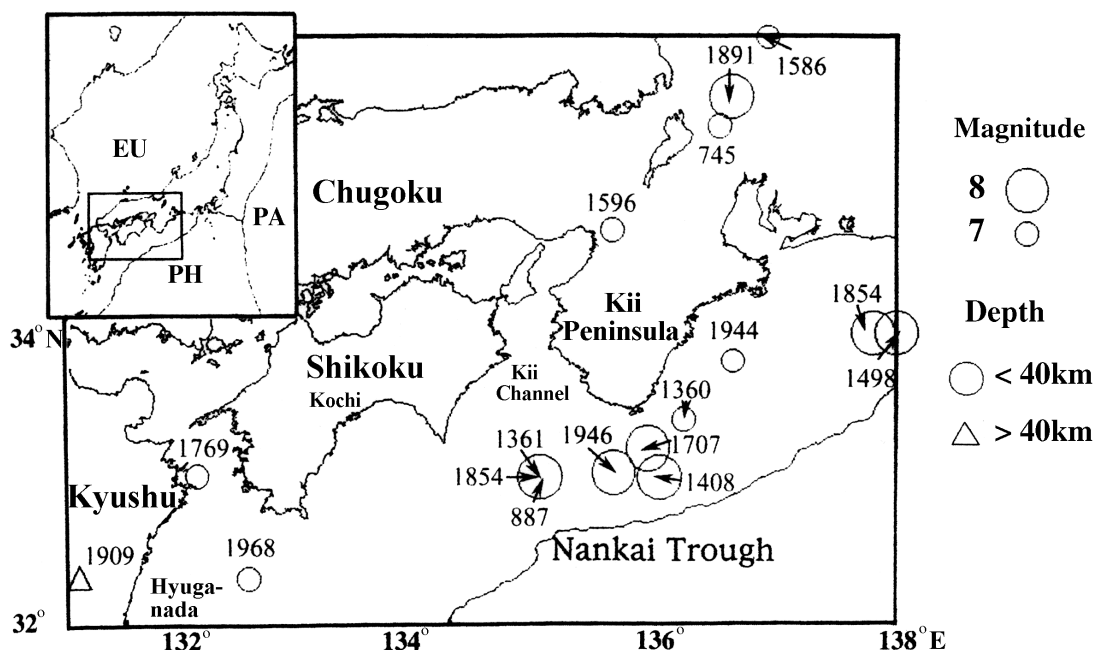 1891
1586
745
EU
PA
PH
Chugoku
1596
Magnitude
8
7
Kii
Peninsula
1854
1498
1944
Depth
< 40km
> 40km
34°N
Shikoku
Kochi
Kii
Channel
1360
1769
1361
1854
887
1946
1707
1408
Kyushu
1909
1968
Nankai Trough
Hyuga-
nada
32°
132°
134°
136°
138°E